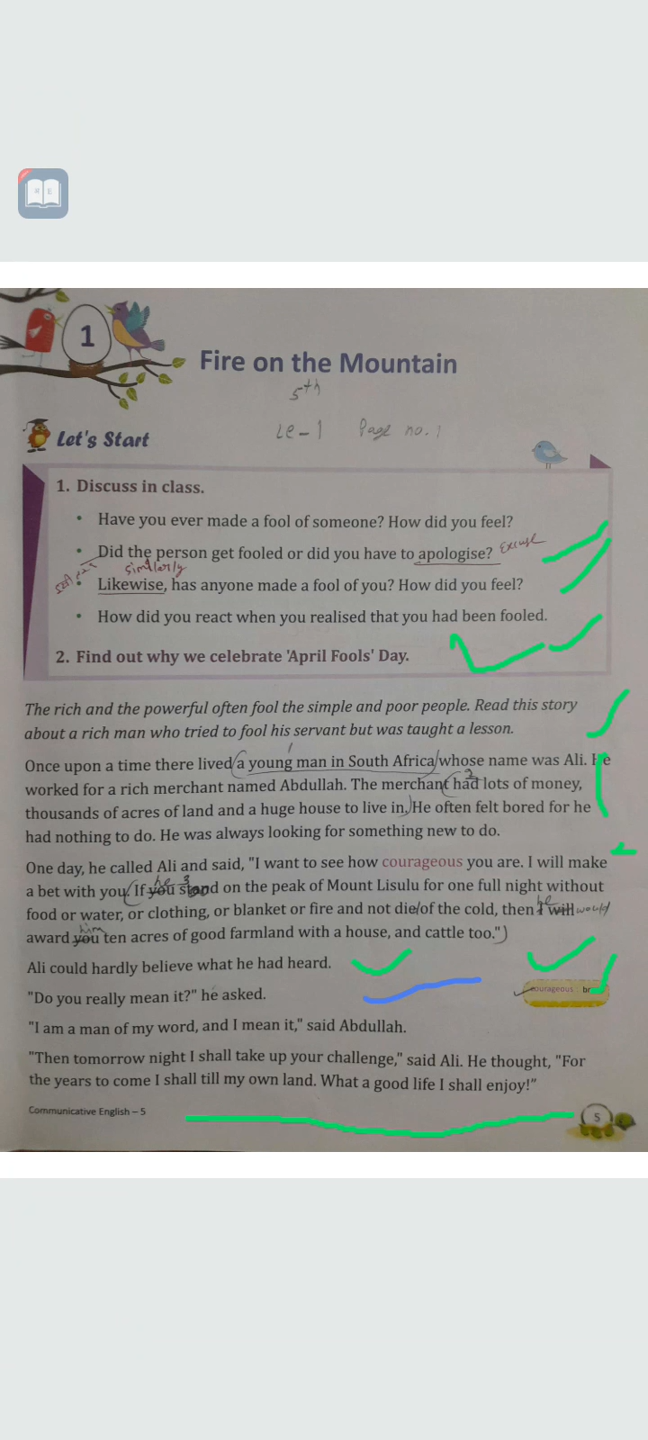 1
Fire on the Mountain
5th
Le-1 Page no. 1
Let's Start
1. Discuss in class.
• Have you ever made a fool of someone? How did you feel?
• Did the person get fooled or did you have to apologise? Excuse
similarly
• Likewise, has anyone made a fool of you? How did you feel?
• How did you react when you realised that you had been fooled.
2. Find out why we celebrate 'April Fools' Day.
The rich and the powerful often fool the simple and poor people. Read this story
about a rich man who tried to fool his servant but was taught a lesson.
1
Once upon a time there lived (a young man in South Africa) whose name was Ali. He
2
worked for a rich merchant named Abdullah. The merchant (had lots of money,
thousands of acres of land and a huge house to live in.) He often felt bored for he
had nothing to do. He was always looking for something new to do.
One day, he called Ali and said, "I want to see how courageous you are. I will make
he 3
a bet with you. (If you stand on the peak of Mount Lisulu for one full night without
he
food or water, or clothing, or blanket or fire and not die/of the cold, then I will would
him
award you ten acres of good farmland with a house, and cattle too.")
Ali could hardly believe what he had heard.
"Do you really mean it?" he asked.
courageous
"I am a man of my word, and I mean it," said Abdullah.
"Then tomorrow night I shall take up your challenge," said Ali. He thought, "For
the years to come I shall till my own land. What a good life I shall enjoy!"
Communicative English – 5
5